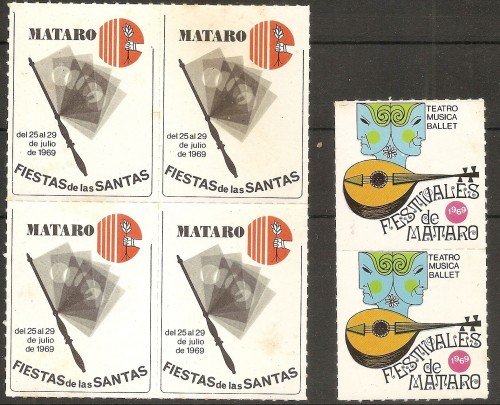 MATARO
del 25 al 29
de julio
de 1969
FIESTAS de las SANTAS
MATARO
del 25 al 29
de julio
de 1969
FIESTAS de las SANTAS
MATARO
del 25 al 29
de julio
de 1969
FIESTAS de las SANTAS
MATARO
del 25 al 29
de julio
de 1969
FIESTAS de las SANTAS
TEATRO
MUSICA
BALLET
FESTIVALES
de 1969
MATARO
TEATRO
MUSICA
BALLET
FESTIVALES
de 1969
MATARO